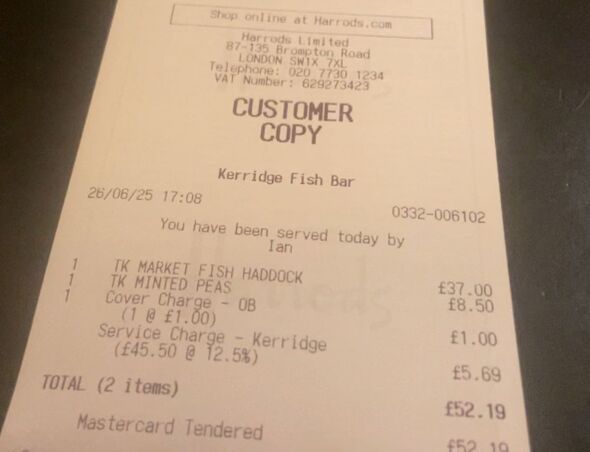 Shop online at Harrods.com
Harrods Limited
87-135 Brompton Road
LONDON SW1X 7XL
Telephone: 020 7730 1234
VAT Number: 629273423
CUSTOMER
COPY
Kerridge Fish Bar
26/06/25 17:08 0332-006102
You have been served today by
Ian
1 TK MARKET FISH HADDOCK £37.00
1 TK MINTED PEAS £8.50
1 Cover Charge - OB £1.00
(1 @ £1.00)
Service Charge - Kerridge £5.69
(£45.50 @ 12.5%)
TOTAL (2 items) £52.19
Mastercard Tendered £52.19